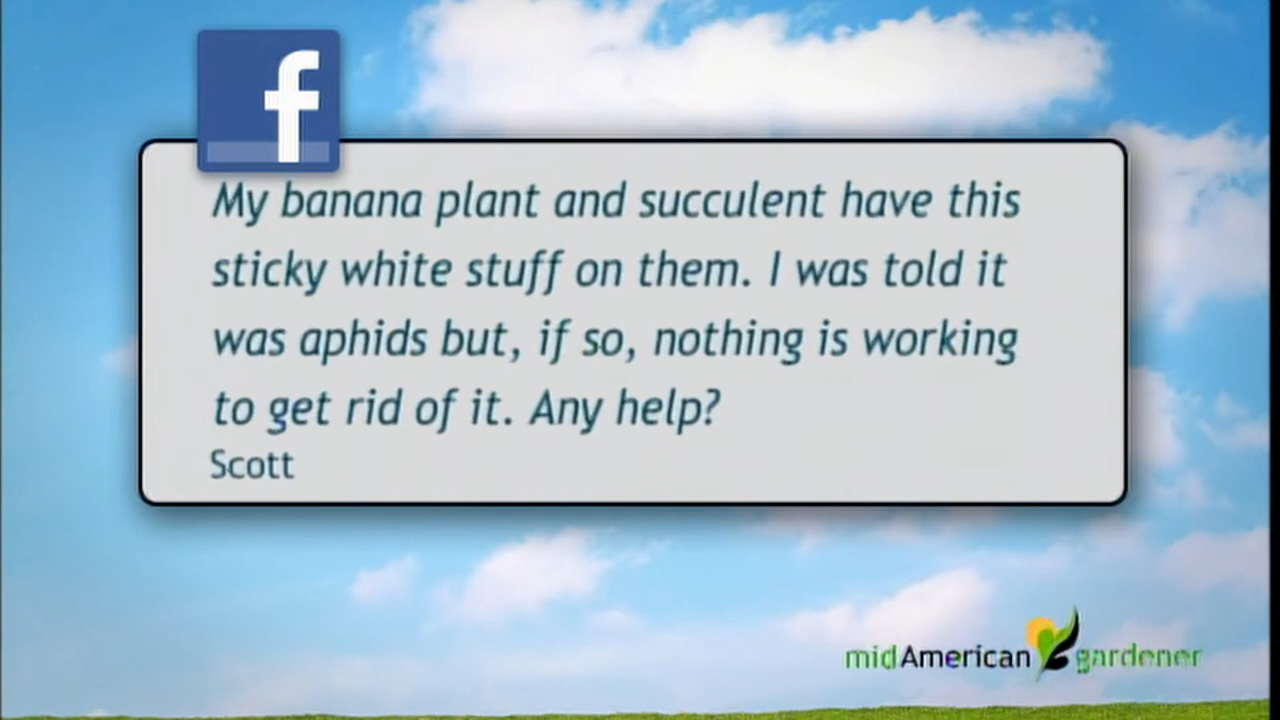 f
My banana plant and succulent have this
sticky white stuff on them. I was told it
was aphids but, if so, nothing is working
to get rid of it. Any help?
Scott
midAmerican gardener